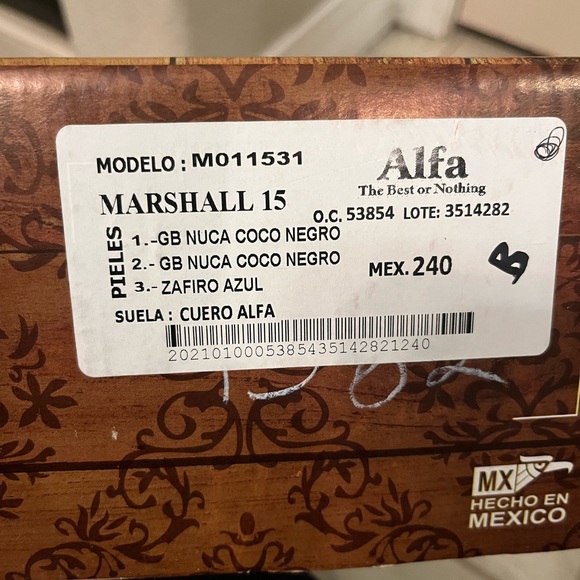 MODELO : M011531
Alfa
The Best or Nothing
MARSHALL 15
O.C. 53854 LOTE: 3514282
PIELES
1.-GB NUCA COCO NEGRO
2.- GB NUCA COCO NEGRO
3.- ZAFIRO AZUL
MEX. 240
B
SUELA : CUERO ALFA
20210100053854351428212​40
MX
HECHO EN
MEXICO